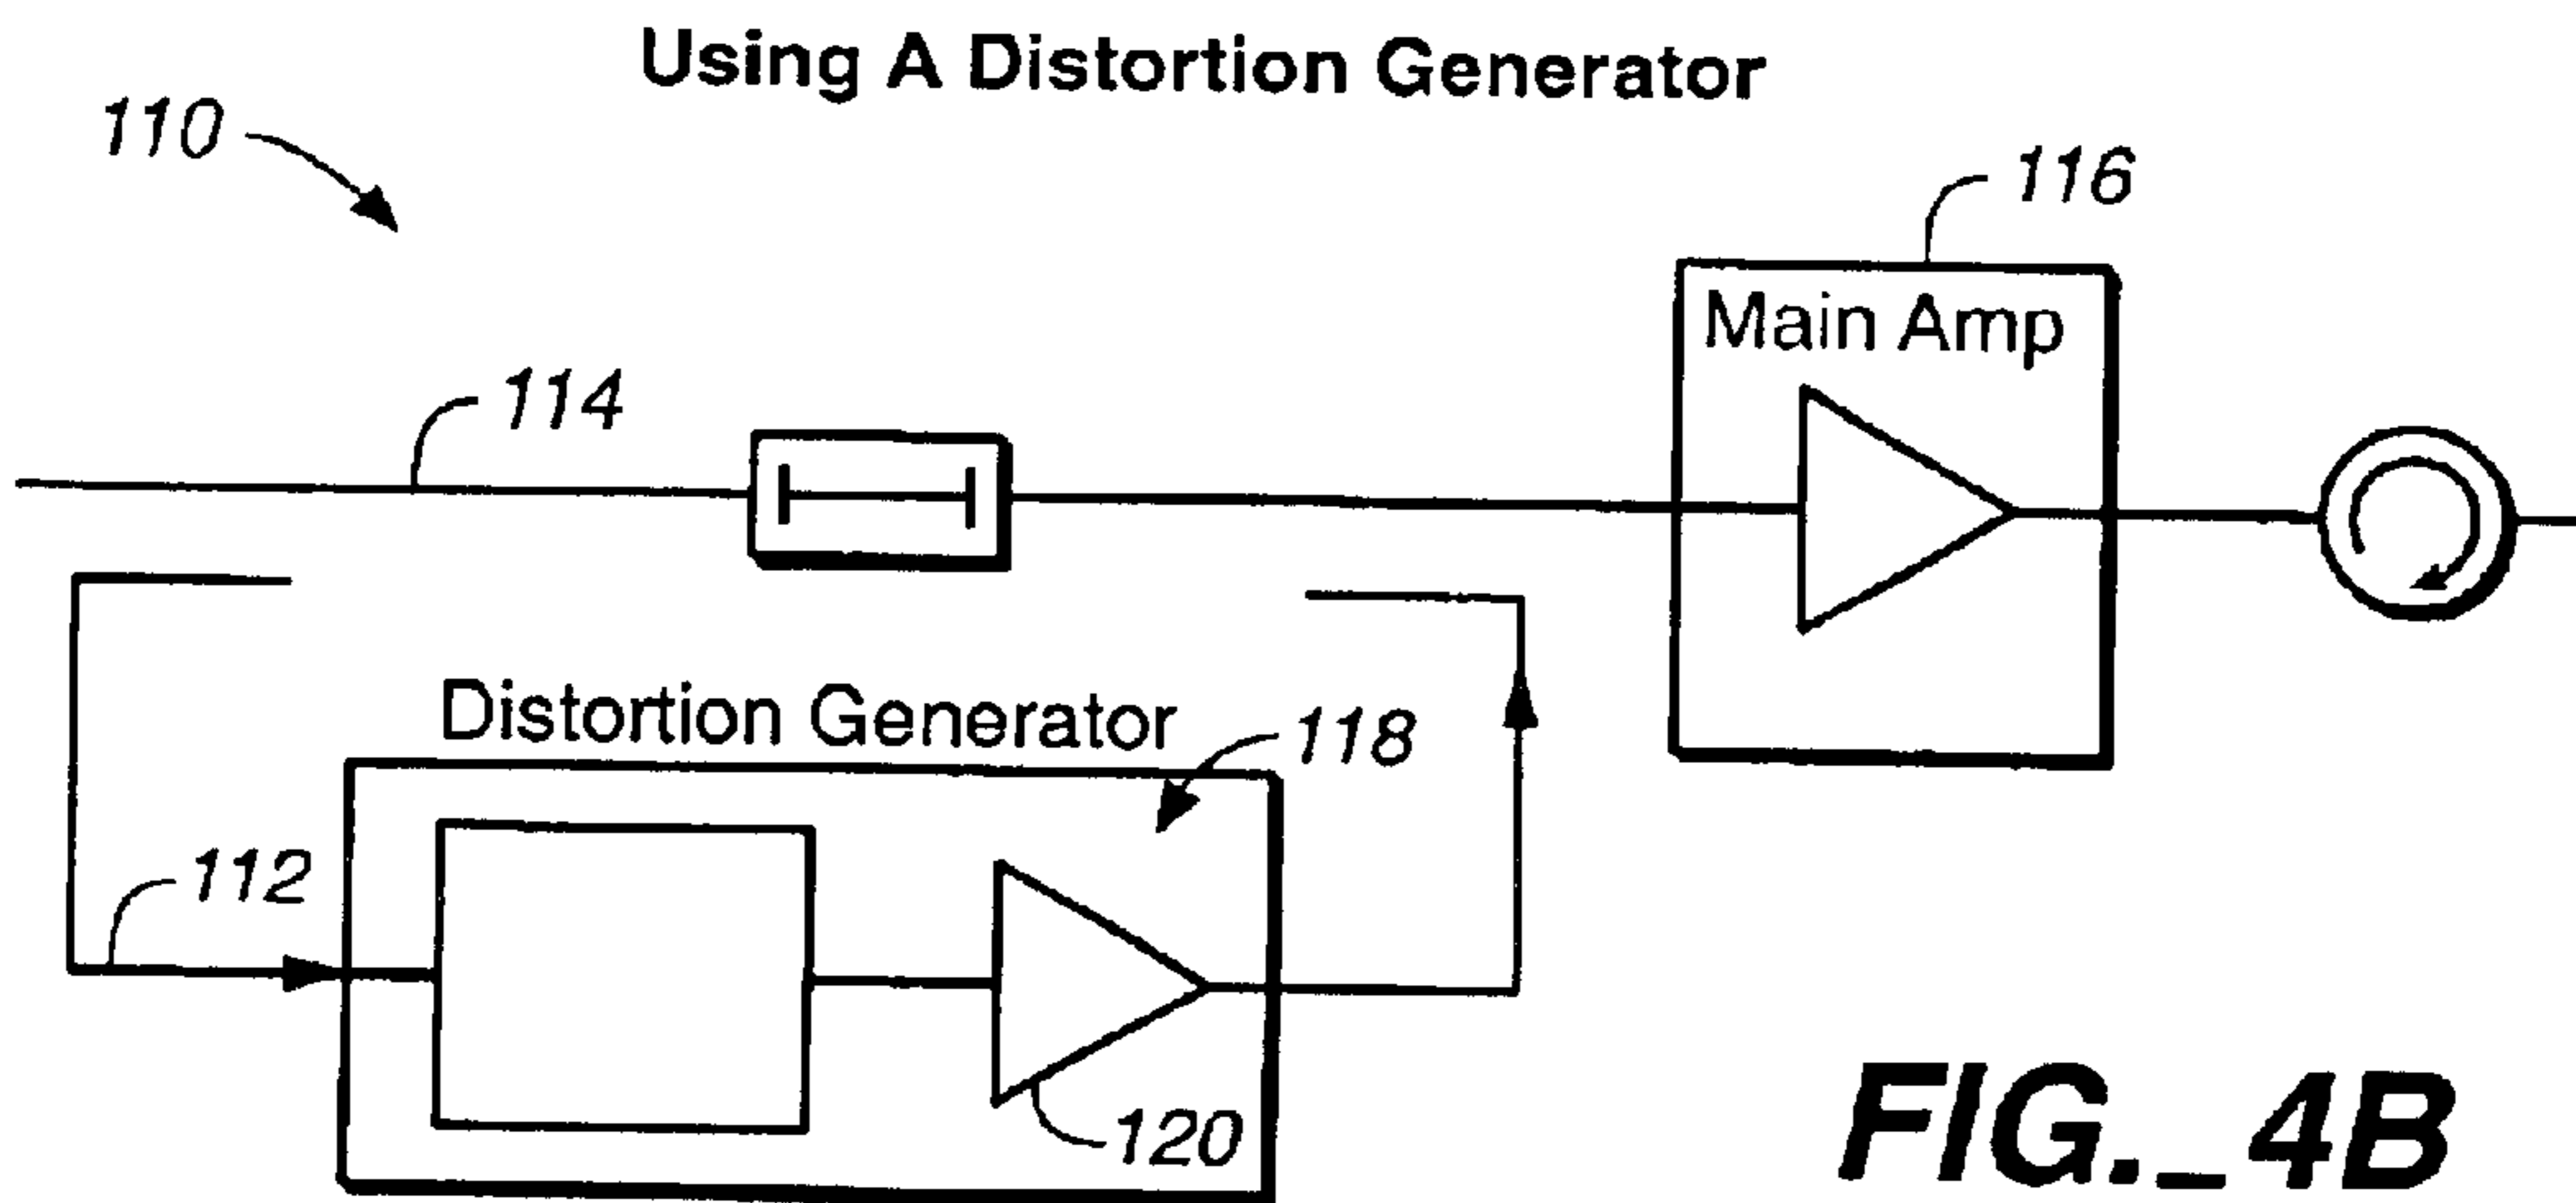 Using A Distortion Generator
110
116
Main Amp
114
Distortion Generator
118
112
120
FIG._4B